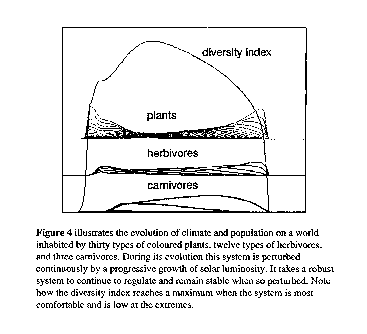 diversity index
plants
herbivores
carnivores
Figure 4 illustrates the evolution of climate and population on a world
inhabited by thirty types of coloured plants, twelve types of herbivores,
and three carnivores. During its evolution this system is perturbed
continuously by a progressive growth of solar luminosity. It takes a robust
system to continue to regulate and remain stable when so perturbed. Note
how the diversity index reaches a maximum when the system is most
comfortable and is low at the extremes.